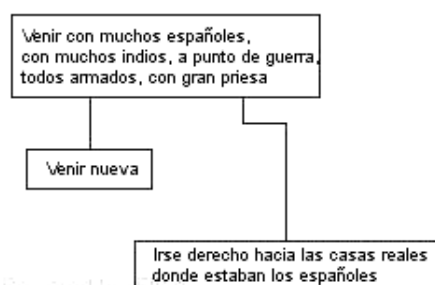 Venir con muchos españoles,
con muchos indios, a punto de guerra,
todos armados, con gran priesa
Venir nueva
Irse derecho hacia las casas reales
donde estaban los españoles